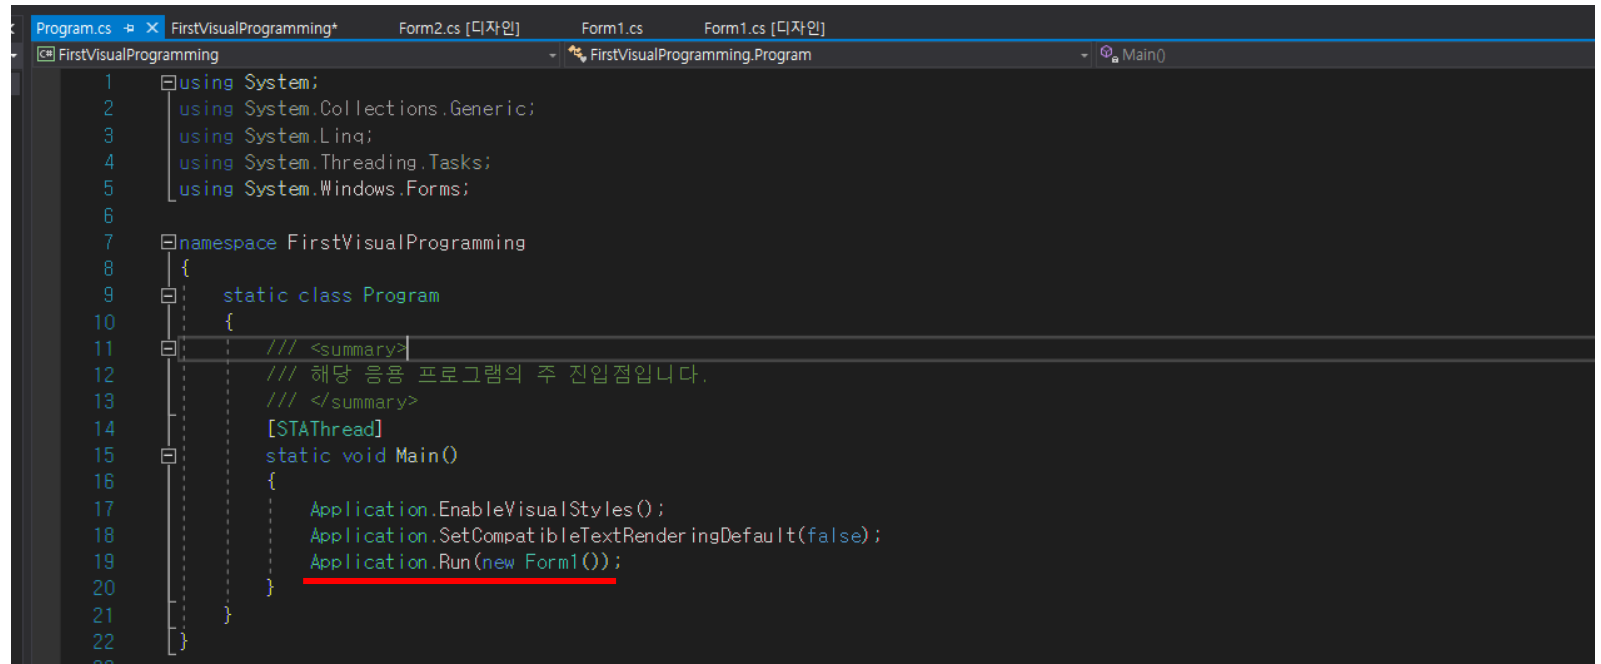 Program.cs FirstVisualProgramming* Form2.cs [디자인] Form1.cs Form1.cs [디자인]
C# FirstVisualProgramming FirstVisualProgramming.Program Main()
1 using System;
2 using System.Collections.Generic;
3 using System.Linq;
4 using System.Threading.Tasks;
5 using System.Windows.Forms;
6
7 namespace FirstVisualProgramming
8 {
9 static class Program
10 {
11 /// <summary>
12 /// 해당 응용 프로그램의 주 진입점입니다.
13 /// </summary>
14 [STAThread]
15 static void Main()
16 {
17 Application.EnableVisualStyles();
18 Application.SetCompatibleTextRenderingDefault(false);
19 Application.Run(new Form1());
20 }
21 }
22 }